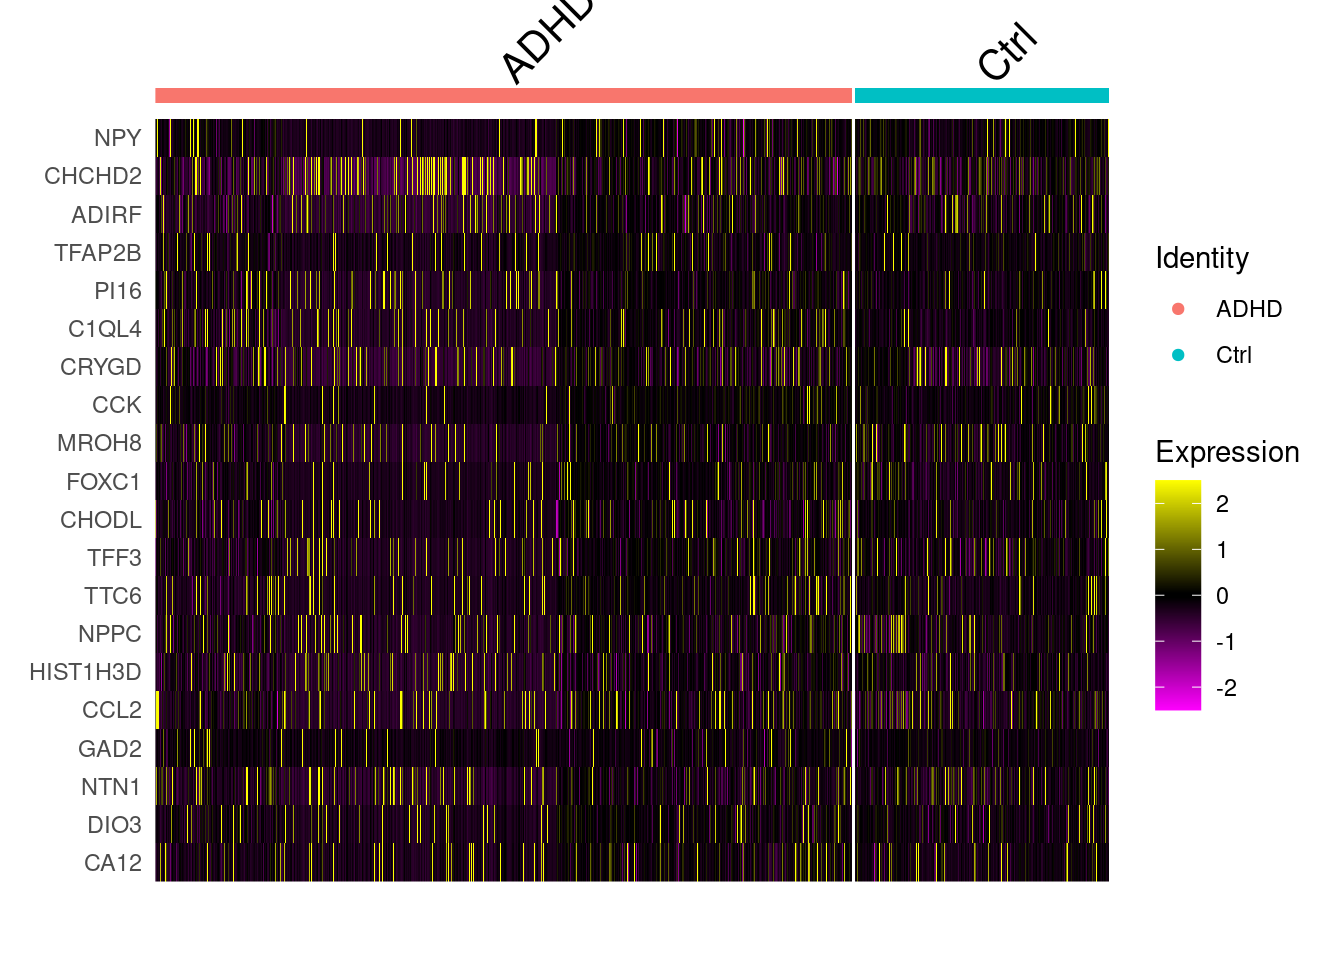 ADHD
Ctrl
NPY
CHCHD2
ADIRF
TFAP2B
PI16
C1QL4
CRYGD
CCK
MROH8
FOXC1
CHODL
TFF3
TTC6
NPPC
HIST1H3D
CCL2
GAD2
NTN1
DIO3
CA12
Identity
ADHD
Ctrl
Expression
2
1
0
-1
-2